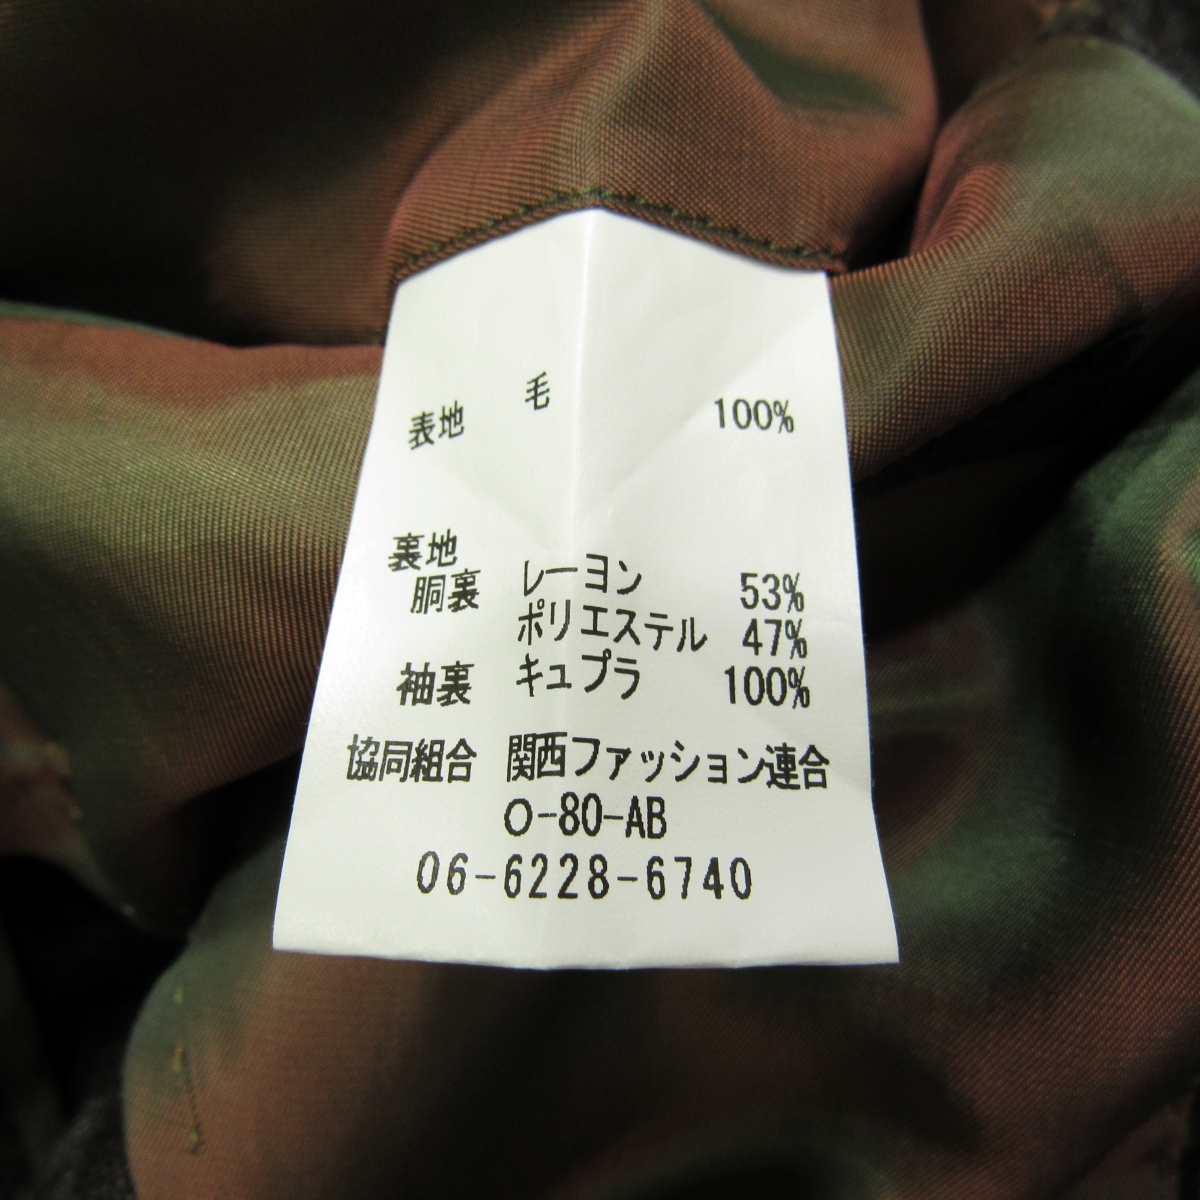 表地 毛 100%
裏地
胴裏 レーヨン 53%
ポリエステル 47%
袖裏 キュプラ 100%
協同組合 関西ファッション連合
O-80-AB
06-6228-6740